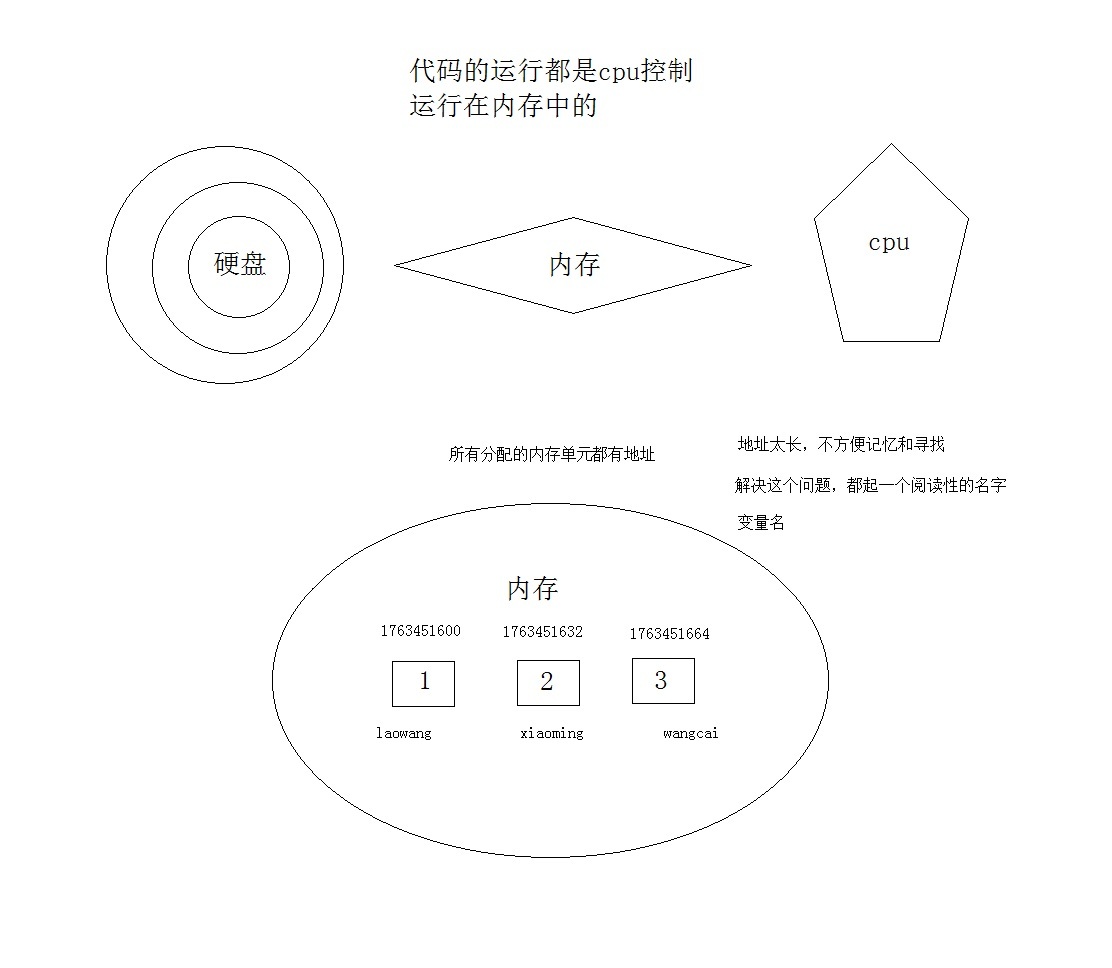 代码的运行都是cpu控制
运行在内存中的
硬盘
内存
cpu
所有分配的内存单元都有地址
地址太长，不方便记忆和寻找
解决这个问题，都起一个阅读性的名字
变量名
内存
1763451600 1763451632 1763451664
1 2 3
laowang xiaoming wangcai